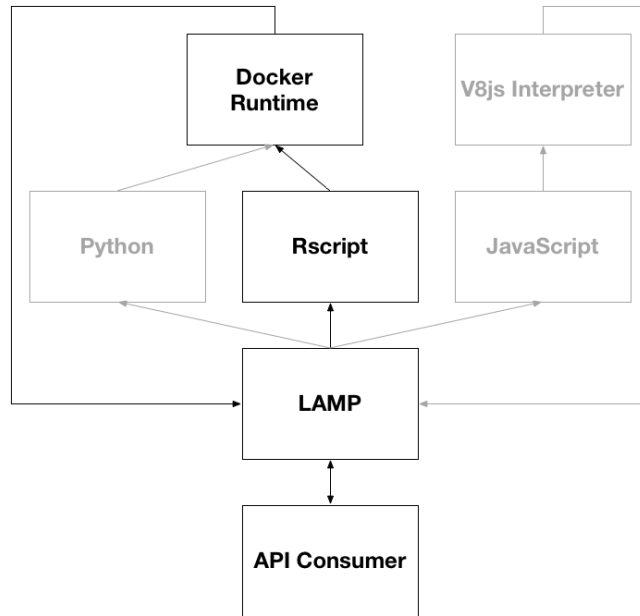 Docker
Runtime
V8js Interpreter
Python
Rscript
JavaScript
LAMP
API Consumer